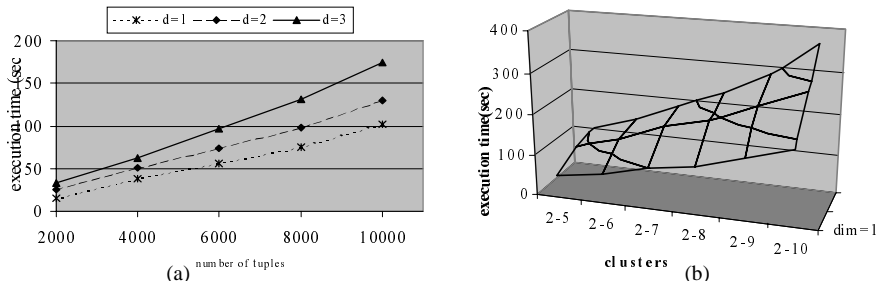 d=1 d=2 d=3
execution time (sec
200
150
100
50
0
2000 4000 6000 8000 10000
number of tuples
(a)
execution time(sec)
400
300
200
100
0
2-5 2-6 2-7 2-8 2-9 2-10
dim=1
clusters
(b)